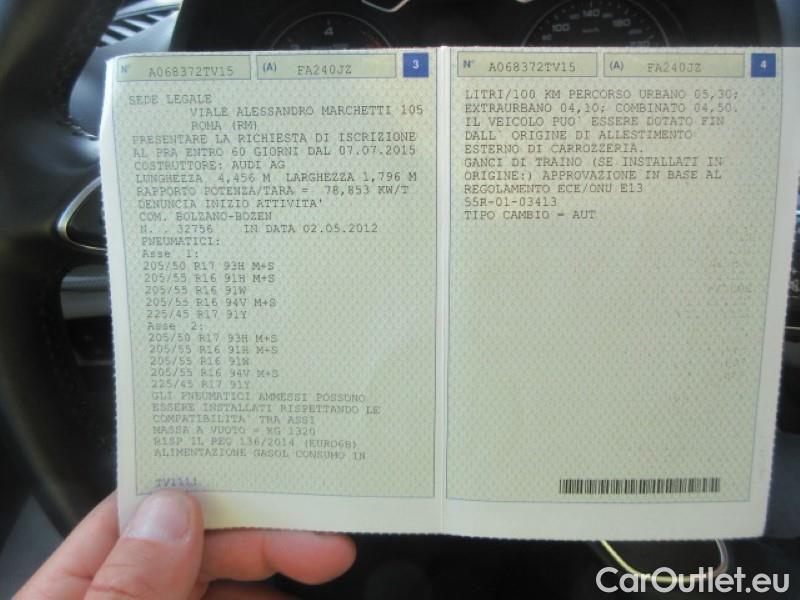 N° A068372TV15 (A) FA240JZ 3
SEDE LEGALE
VIALE ALESSANDRO MARCHETTI 105
ROMA (RM)
PRESENTARE LA RICHIESTA DI ISCRIZIONE
AL PRA ENTRO 60 GIORNI DAL 07.07.2015
COSTRUTTORE: AUDI AG
LUNGHEZZA 4,456 M LARGHEZZA 1,796 M
RAPPORTO POTENZA/TARA = 78,853 KW/T
DENUNCIA INIZIO ATTIVITA'
COM. BOLZANO-BOZEN
N. . 32756 IN DATA 02.05.2012
PNEUMATICI:
Asse 1:
205/50 R17 93H M+S
205/55 R16 91H M+S
205/55 R16 91W
205/55 R16 94V M+S
225/45 R17 91Y
Asse 2:
205/50 R17 93H M+S
205/55 R16 91H M+S
205/55 R16 91W
205/55 R16 94V M+S
225/45 R17 91Y
GLI PNEUMATICI AMMESSI POSSONO
ESSERE INSTALLATI RISPETTANDO LE
COMPATIBILITA' TRA ASSI
MASSA A VUOTO = KG 1320
RISP IL REG 136/2014 (EURO6B)
ALIMENTAZIONE GASOL CONSUMO IN
TV1111
N° A068372TV15 (A) FA240JZ 4
LITRI/100 KM PERCORSO URBANO 05,30;
EXTRAURBANO 04,10; COMBINATO 04,50.
IL VEICOLO PUO' ESSERE DOTATO FIN
DALL' ORIGINE DI ALLESTIMENTO
ESTERNO DI CARROZZERIA.
GANCI DI TRAINO (SE INSTALLATI IN
ORIGINE:) APPROVAZIONE IN BASE AL
REGOLAMENTO ECE/ONU E13
55R-01-03413
TIPO CAMBIO = AUT
CarOutlet.eu